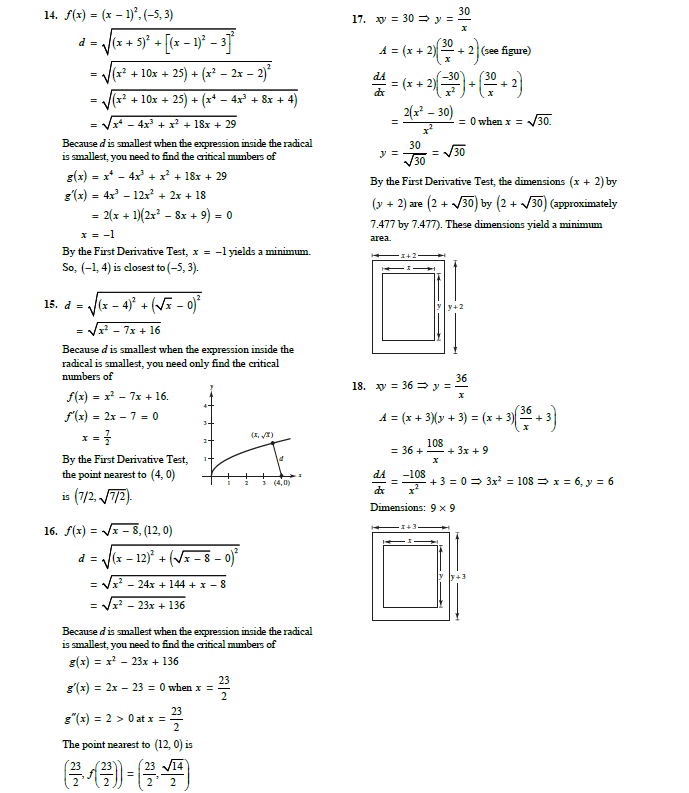 14. f(x) = (x − 1)², (−5, 3)
d = √((x + 5)² + [(x − 1)² − 3]²)
= √((x² + 10x + 25) + (x² − 2x − 2)²)
= √((x² + 10x + 25) + (x⁴ − 4x³ + 8x + 4))
= √(x⁴ − 4x³ + x² + 18x + 29)
Because d is smallest when the expression inside the radical
is smallest, you need to find the critical numbers of
g(x) = x⁴ − 4x³ + x² + 18x + 29
g′(x) = 4x³ − 12x² + 2x + 18
= 2(x + 1)(2x² − 8x + 9) = 0
x = −1
By the First Derivative Test, x = −1 yields a minimum.
So, (−1, 4) is closest to (−5, 3).
15. d = √((x − 4)² + (√x − 0)²)
= √(x² − 7x + 16)
Because d is smallest when the expression inside the
radical is smallest, you need only find the critical
numbers of
f(x) = x² − 7x + 16.
f′(x) = 2x − 7 = 0
x = 7/2
By the First Derivative Test,
the point nearest to (4, 0)
is (7/2, √(7/2)).
y
4
3
2
1
(x, √x)
d
1 2 3 (4, 0) x
16. f(x) = √(x − 8), (12, 0)
d = √((x − 12)² + (√(x − 8) − 0)²)
= √(x² − 24x + 144 + x − 8)
= √(x² − 23x + 136)
Because d is smallest when the expression inside the radical
is smallest, you need to find the critical numbers of
g(x) = x² − 23x + 136
g′(x) = 2x − 23 = 0 when x = 23/2
g″(x) = 2 > 0 at x = 23/2
The point nearest to (12, 0) is
(23/2, f(23/2)) = (23/2, √14/2)
17. xy = 30 ⇒ y = 30/x
A = (x + 2)(30/x + 2) (see figure)
dA/dx = (x + 2)(−30/x²) + (30/x + 2)
= 2(x² − 30)/x² = 0 when x = √30.
y = 30/√30 = √30
By the First Derivative Test, the dimensions (x + 2) by
(y + 2) are (2 + √30) by (2 + √30) (approximately
7.477 by 7.477). These dimensions yield a minimum
area.
x + 2
x
y y + 2
18. xy = 36 ⇒ y = 36/x
A = (x + 3)(y + 3) = (x + 3)(36/x + 3)
= 36 + 108/x + 3x + 9
dA/dx = −108/x² + 3 = 0 ⇒ 3x² = 108 ⇒ x = 6, y = 6
Dimensions: 9 × 9
x + 3
x
y y + 3